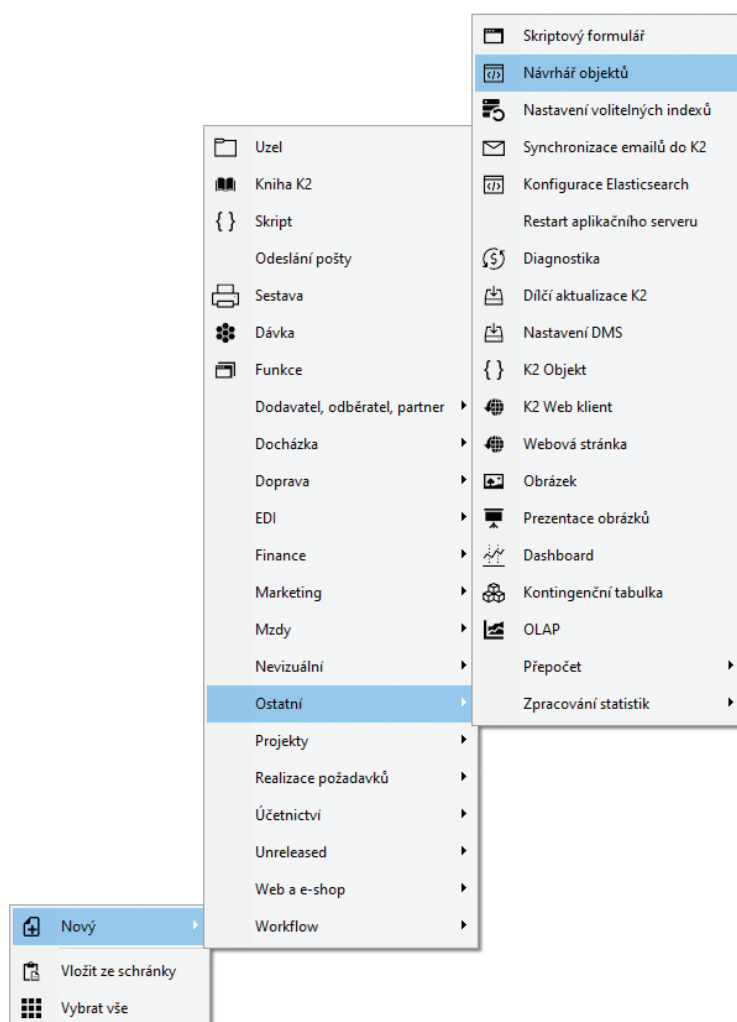 Skriptový formulář
Návrhář objektů
Nastavení volitelných indexů
Synchronizace emailů do K2
Konfigurace Elasticsearch
Restart aplikačního serveru
Diagnostika
Dílčí aktualizace K2
Nastavení DMS
K2 Objekt
K2 Web klient
Webová stránka
Obrázek
Prezentace obrázků
Dashboard
Kontingenční tabulka
OLAP
Přepočet
Zpracování statistik
Uzel
Kniha K2
Skript
Odeslání pošty
Sestava
Dávka
Funkce
Dodavatel, odběratel, partner
Docházka
Doprava
EDI
Finance
Marketing
Mzdy
Nevizuální
Ostatní
Projekty
Realizace požadavků
Účetnictví
Unreleased
Web a e-shop
Workflow
Nový
Vložit ze schránky
Vybrat vše